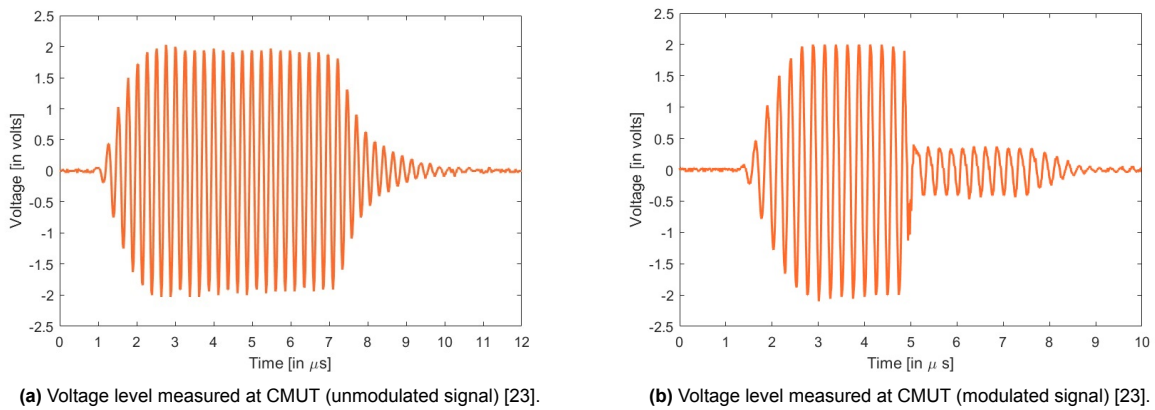 2.5
2
1.5
1
0.5
0
-0.5
-1
-1.5
-2
-2.5
Voltage [in volts]
0 1 2 3 4 5 6 7 8 9 10 11 12
Time [in μs]
(a) Voltage level measured at CMUT (unmodulated signal) [23].
2.5
2
1.5
1
0.5
0
-0.5
-1
-1.5
-2
-2.5
Voltage [in volts]
0 1 2 3 4 5 6 7 8 9 10
Time [in μ s]
(b) Voltage level measured at CMUT (modulated signal) [23].